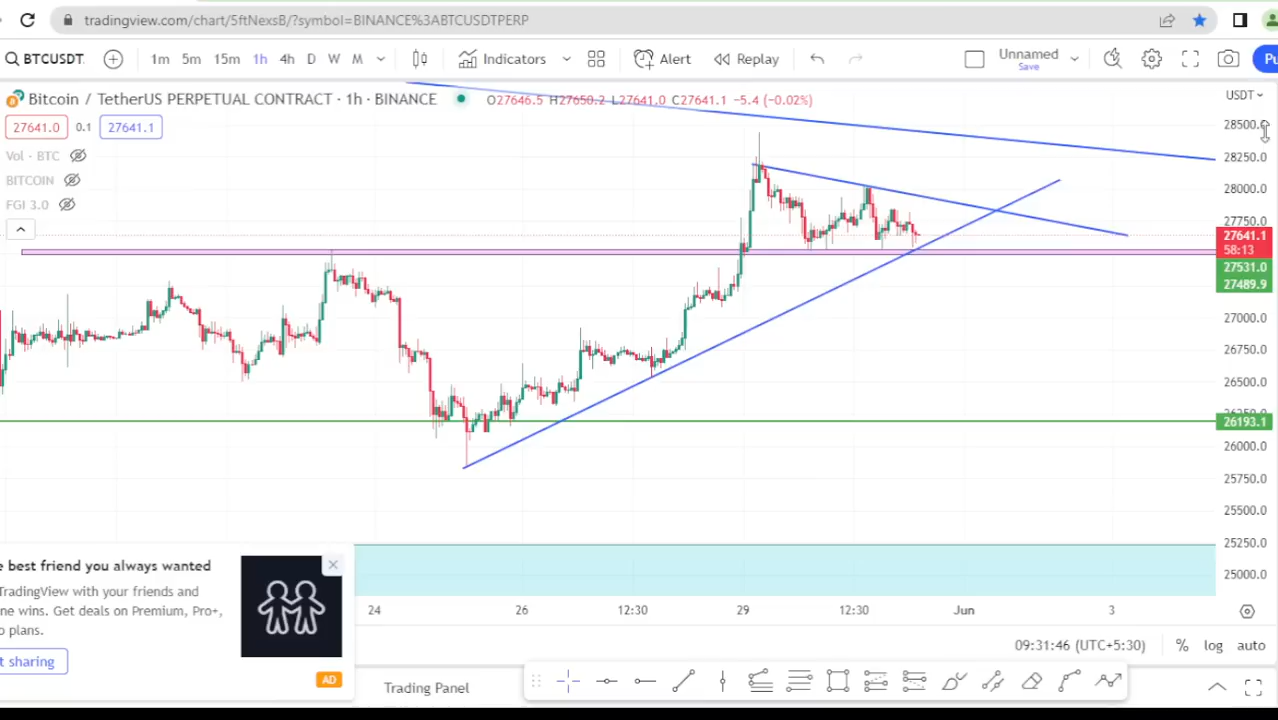 tradingview.com/chart/5ftNexsB/?symbol=BINANCE%3ABTCUSDTPERP
BTCUSDT 1m 5m 15m 1h 4h D W M Indicators Alert Replay Unnamed Save
Bitcoin / TetherUS PERPETUAL CONTRACT · 1h · BINANCE O27646.5 H27650.2 L27641.0 C27641.1 −5.4 (−0.02%) USDT
27641.0 0.1 27641.1
Vol · BTC
BITCOIN
FGI 3.0
28500.0
28250.0
28000.0
27750.0
27641.1
58:13
27531.0
27489.9
27000.0
26750.0
26500.0
26250.0
26193.1
26000.0
25750.0
25500.0
25250.0
25000.0
24 26 12:30 29 12:30 Jun 3
best friend you always wanted
TradingView with your friends and
wins. Get deals on Premium, Pro+,
plans.
sharing
AD
09:31:46 (UTC+5:30) % log auto
Trading Panel